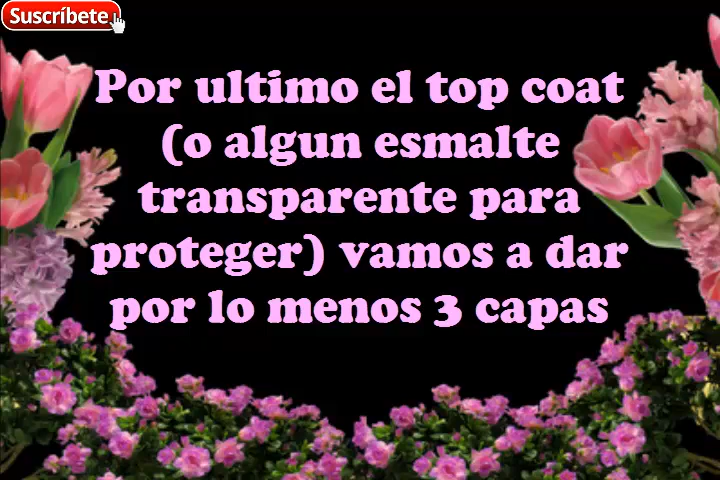 Suscríbete
Por ultimo el top coat
(o algun esmalte
transparente para
proteger) vamos a dar
por lo menos 3 capas